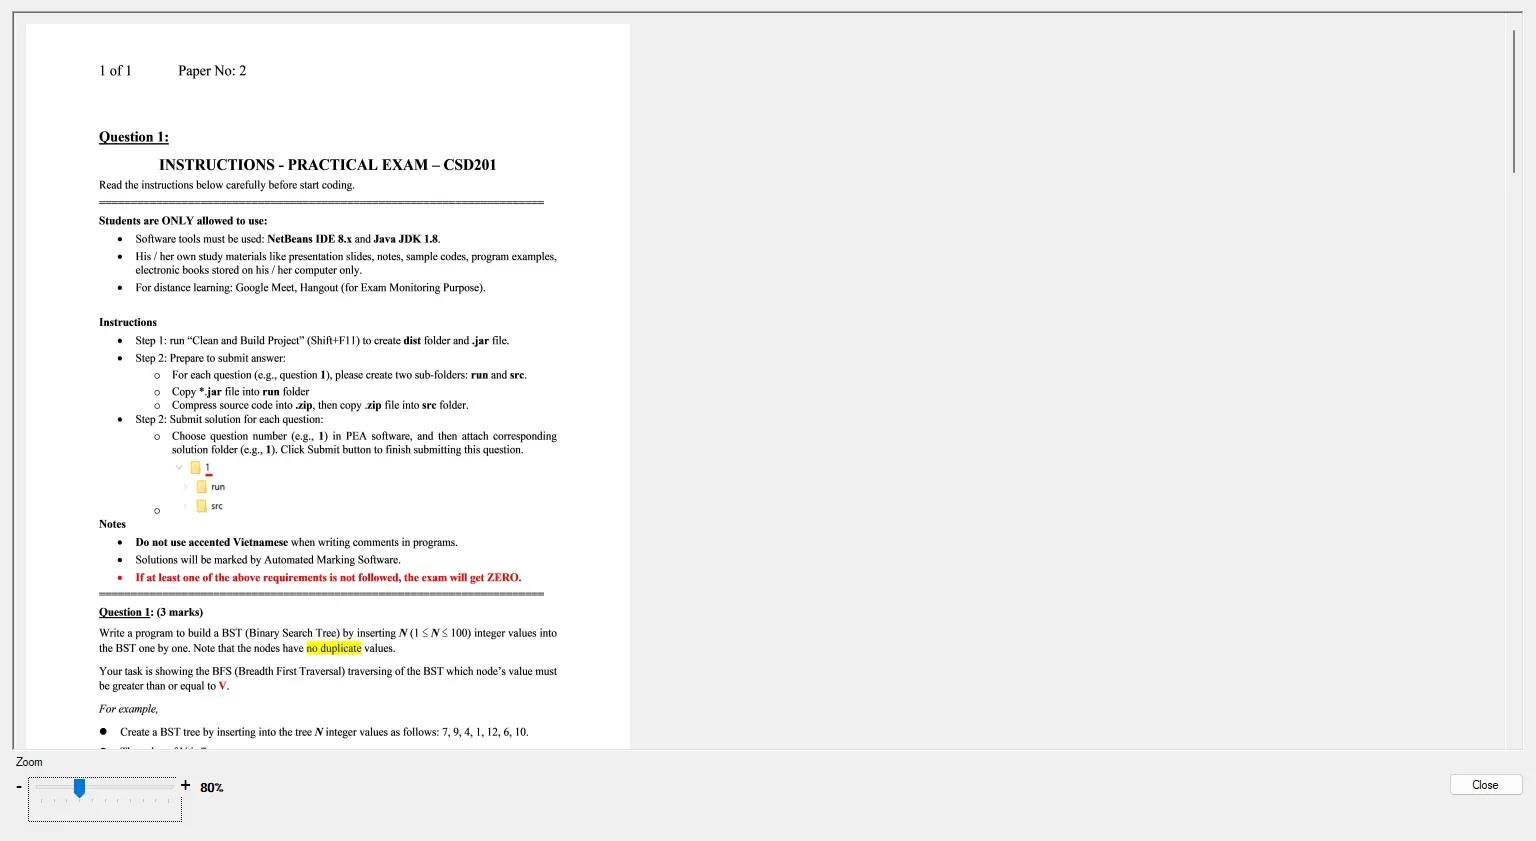 1 of 1 Paper No: 2
Question 1:
INSTRUCTIONS - PRACTICAL EXAM – CSD201
Read the instructions below carefully before start coding.
Students are ONLY allowed to use:
• Software tools must be used: NetBeans IDE 8.x and Java JDK 1.8.
• His / her own study materials like presentation slides, notes, sample codes, program examples,
electronic books stored on his / her computer only.
• For distance learning: Google Meet, Hangout (for Exam Monitoring Purpose).
Instructions
• Step 1: run “Clean and Build Project” (Shift+F11) to create dist folder and .jar file.
• Step 2: Prepare to submit answer:
o For each question (e.g., question 1), please create two sub-folders: run and src.
o Copy *.jar file into run folder
o Compress source code into .zip, then copy .zip file into src folder.
• Step 2: Submit solution for each question:
o Choose question number (e.g., 1) in PEA software, and then attach corresponding
solution folder (e.g., 1). Click Submit button to finish submitting this question.
1
run
src
o
Notes
• Do not use accented Vietnamese when writing comments in programs.
• Solutions will be marked by Automated Marking Software.
• If at least one of the above requirements is not followed, the exam will get ZERO.
Question 1: (3 marks)
Write a program to build a BST (Binary Search Tree) by inserting N (1 ≤ N ≤ 100) integer values into
the BST one by one. Note that the nodes have no duplicate values.
Your task is showing the BFS (Breadth First Traversal) traversing of the BST which node’s value must
be greater than or equal to V.
For example,
● Create a BST tree by inserting into the tree N integer values as follows: 7, 9, 4, 1, 12, 6, 10.
Zoom
- + 80%
Close